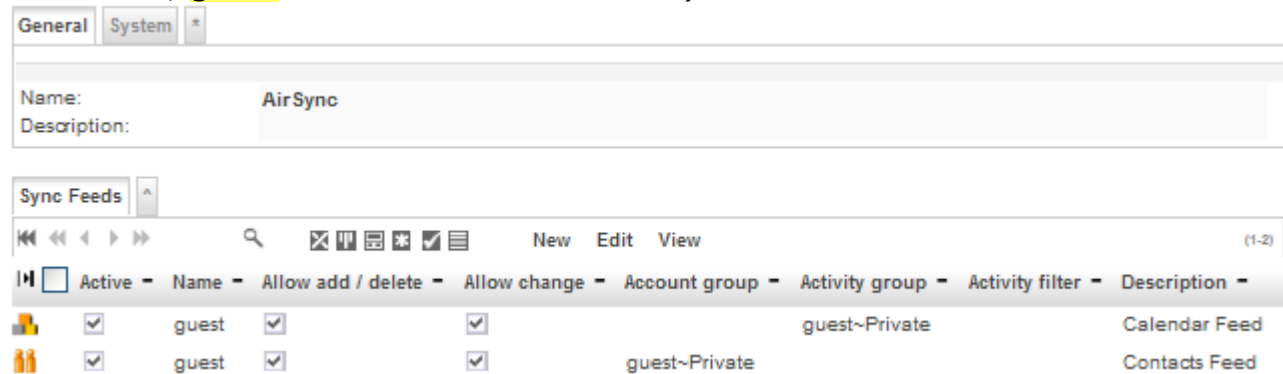 General System *
Name: AirSync
Description:
Sync Feeds ^
New Edit View (1-2)
Active Name Allow add / delete Allow change Account group Activity group Activity filter Description
guest guest~Private Calendar Feed
guest guest~Private Contacts Feed